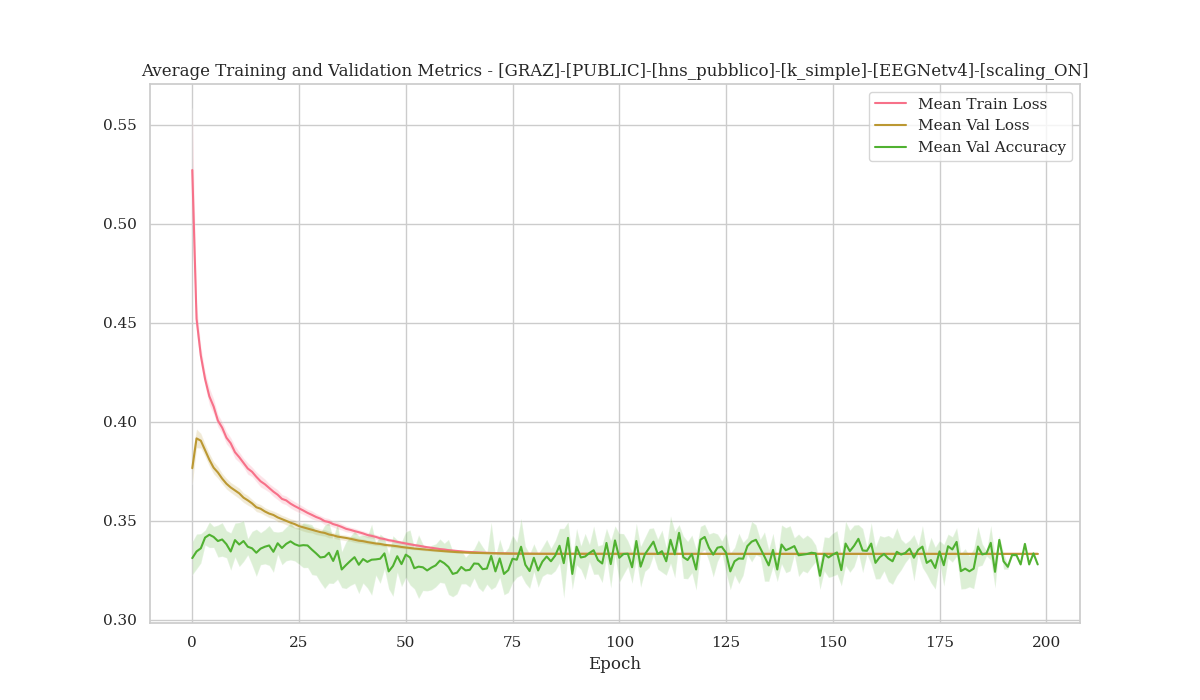 Average Training and Validation Metrics - [GRAZ]-[PUBLIC]-[hns_pubblico]-[k_simple]-[EEGNetv4]-[scaling_ON]
Mean Train Loss
Mean Val Loss
Mean Val Accuracy
0.55
0.50
0.45
0.40
0.35
0.30
0 25 50 75 100 125 150 175 200
Epoch